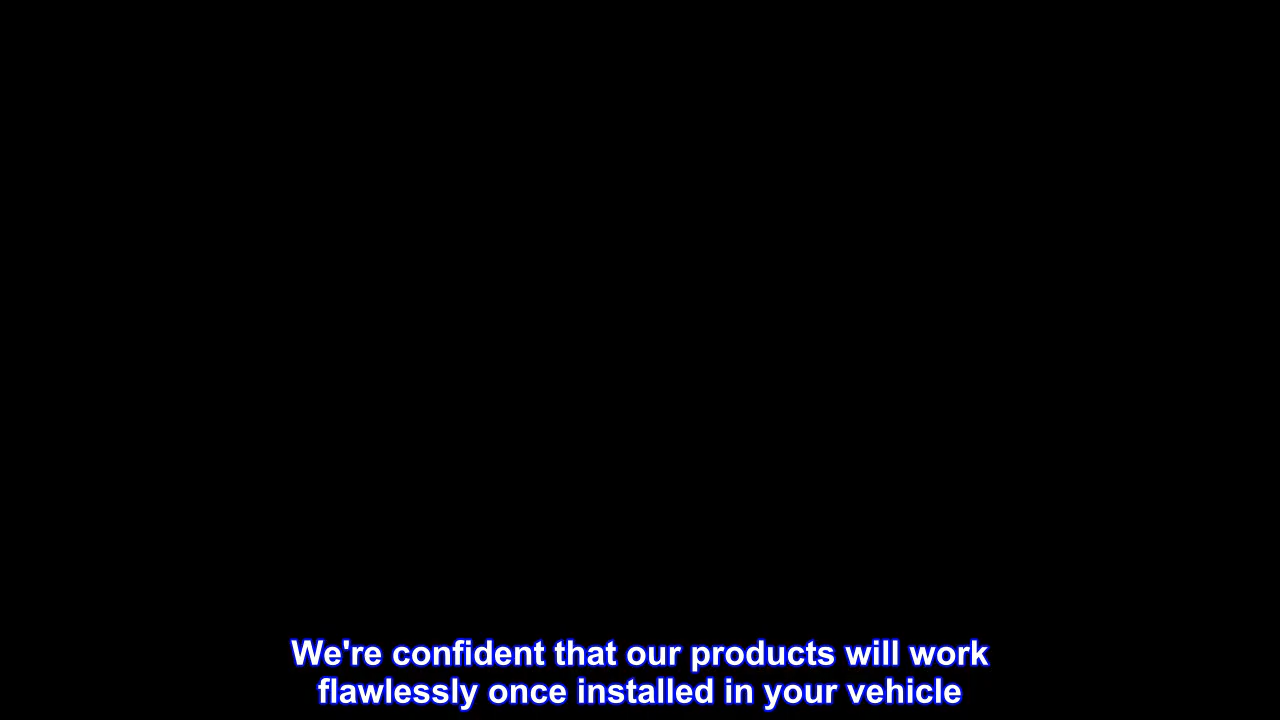 We're confident that our products will work
flawlessly once installed in your vehicle